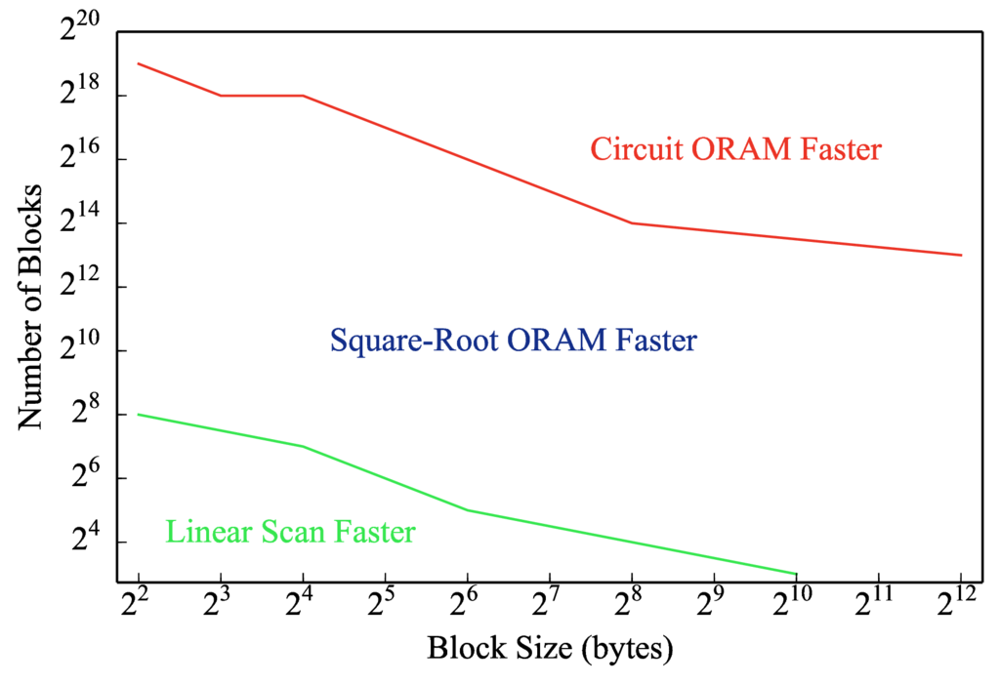 2^20
2^18
2^16
2^14
2^12
2^10
2^8
2^6
2^4
Number of Blocks
Circuit ORAM Faster
Square-Root ORAM Faster
Linear Scan Faster
2^2 2^3 2^4 2^5 2^6 2^7 2^8 2^9 2^10 2^11 2^12
Block Size (bytes)